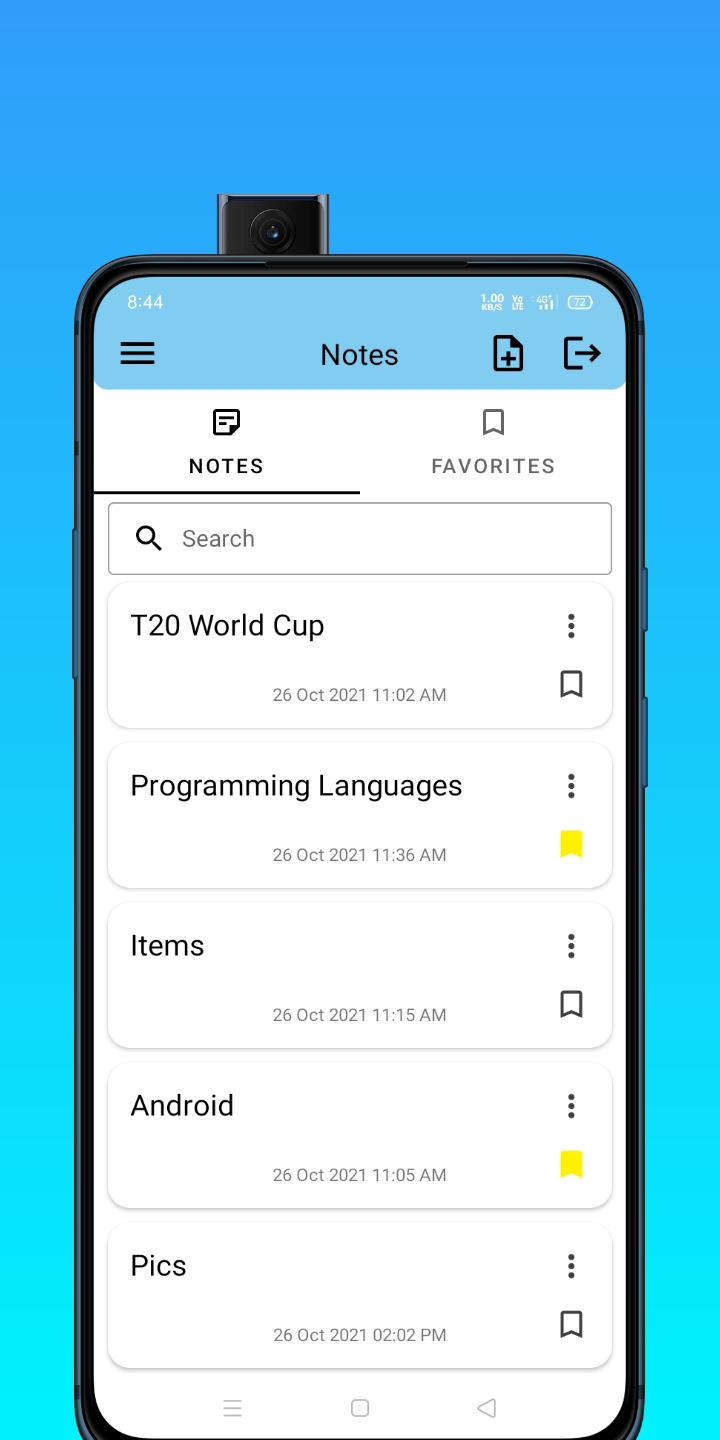 8:44 1.00 KB/S Vo LTE 4G+ 72
Notes
NOTES FAVORITES
Search
T20 World Cup
26 Oct 2021 11:02 AM
Programming Languages
26 Oct 2021 11:36 AM
Items
26 Oct 2021 11:15 AM
Android
26 Oct 2021 11:05 AM
Pics
26 Oct 2021 02:02 PM